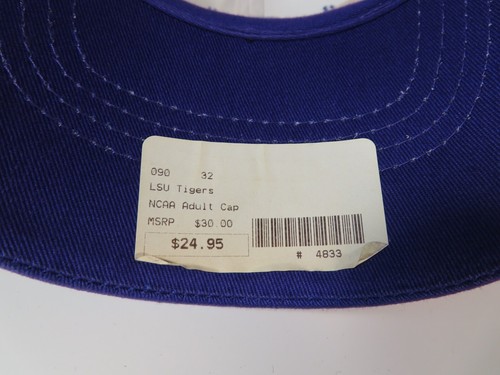 090 32
LSU Tigers
NCAA Adult Cap
MSRP $30.00
$24.95
# 4833